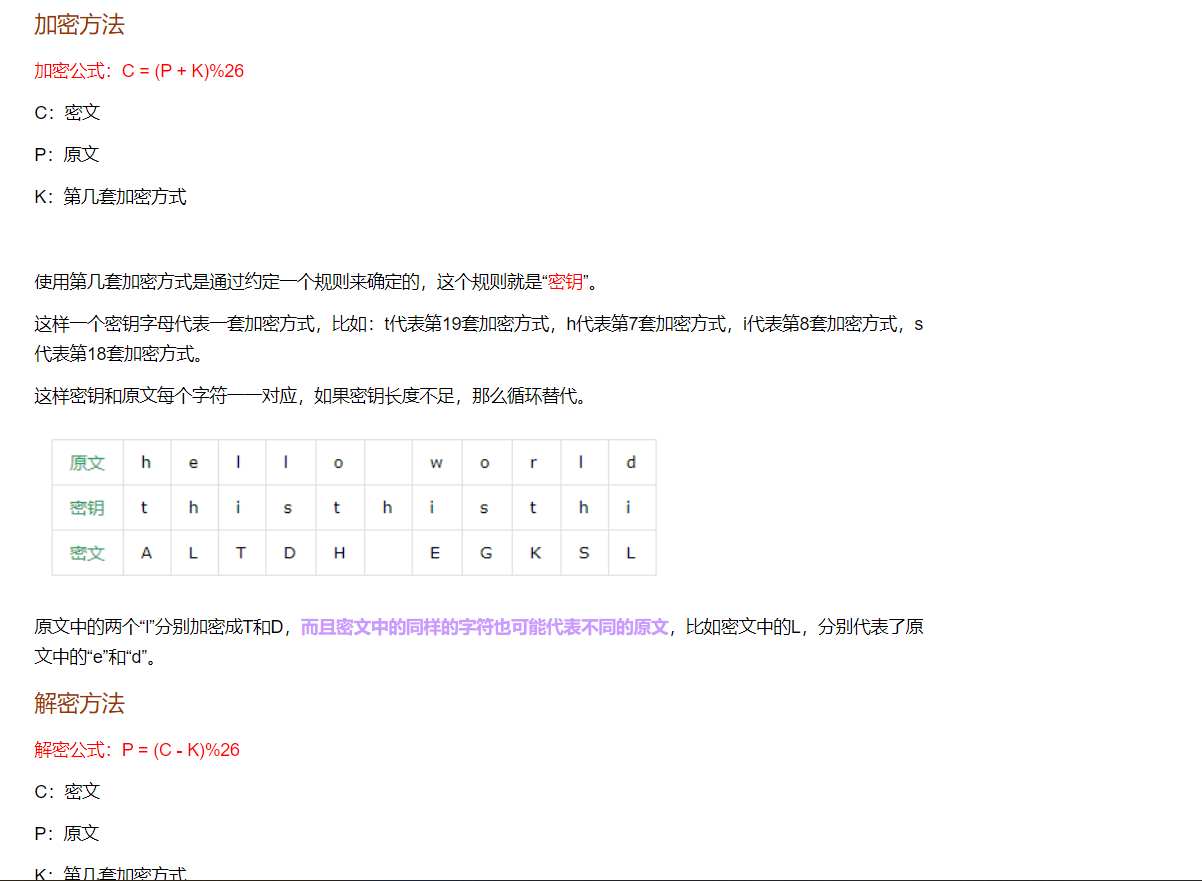 加密方法
加密公式：C = (P + K)%26
C：密文
P：原文
K：第几套加密方式
使用第几套加密方式是通过约定一个规则来确定的，这个规则就是“密钥”。
这样一个密钥字母代表一套加密方式，比如：t代表第19套加密方式，h代表第7套加密方式，i代表第8套加密方式，s
代表第18套加密方式。
这样密钥和原文每个字符一一对应，如果密钥长度不足，那么循环替代。
原文 h e l l o w o r l d
密钥 t h i s t h i s t h i
密文 A L T D H E G K S L
原文中的两个“l”分别加密成T和D，而且密文中的同样的字符也可能代表不同的原文，比如密文中的L，分别代表了原
文中的“e”和“d”。
解密方法
解密公式：P = (C - K)%26
C：密文
P：原文
K：第几套加密方式